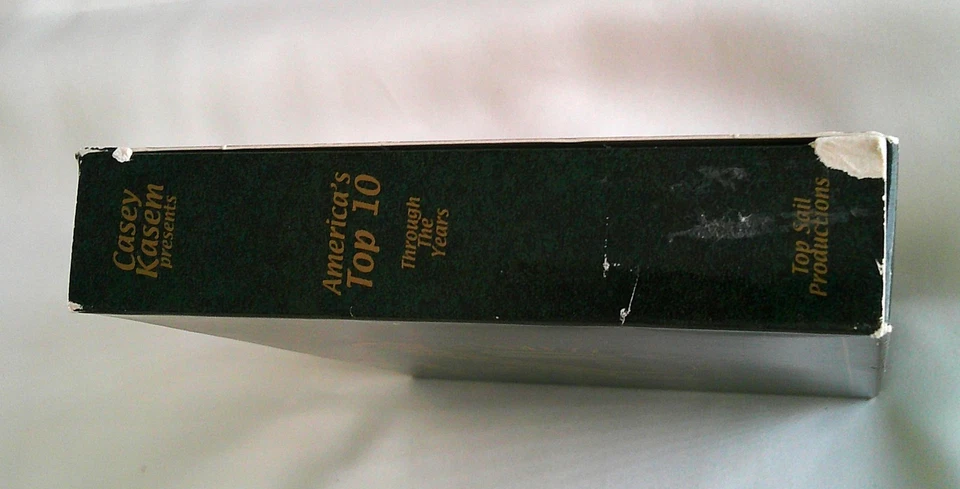 Casey
Kasem
presents
America's
Top 10
Through
The
Years
Top Sail
Productions